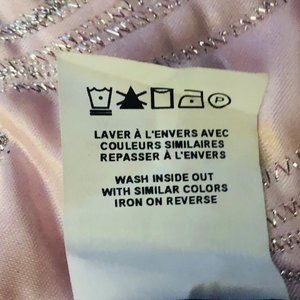 LAVER À L'ENVERS AVEC
COULEURS SIMILAIRES
REPASSER À L'ENVERS
WASH INSIDE OUT
WITH SIMILAR COLORS
IRON ON REVERSE